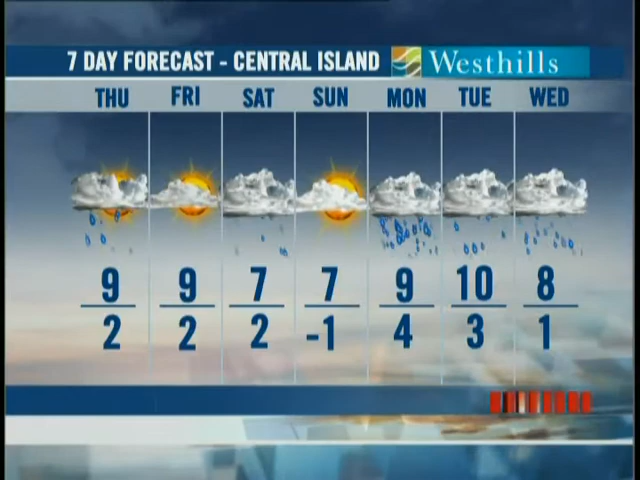 7 DAY FORECAST - CENTRAL ISLAND Westhills
THU FRI SAT SUN MON TUE WED
9 9 7 7 9 10 8
2 2 2 -1 4 3 1